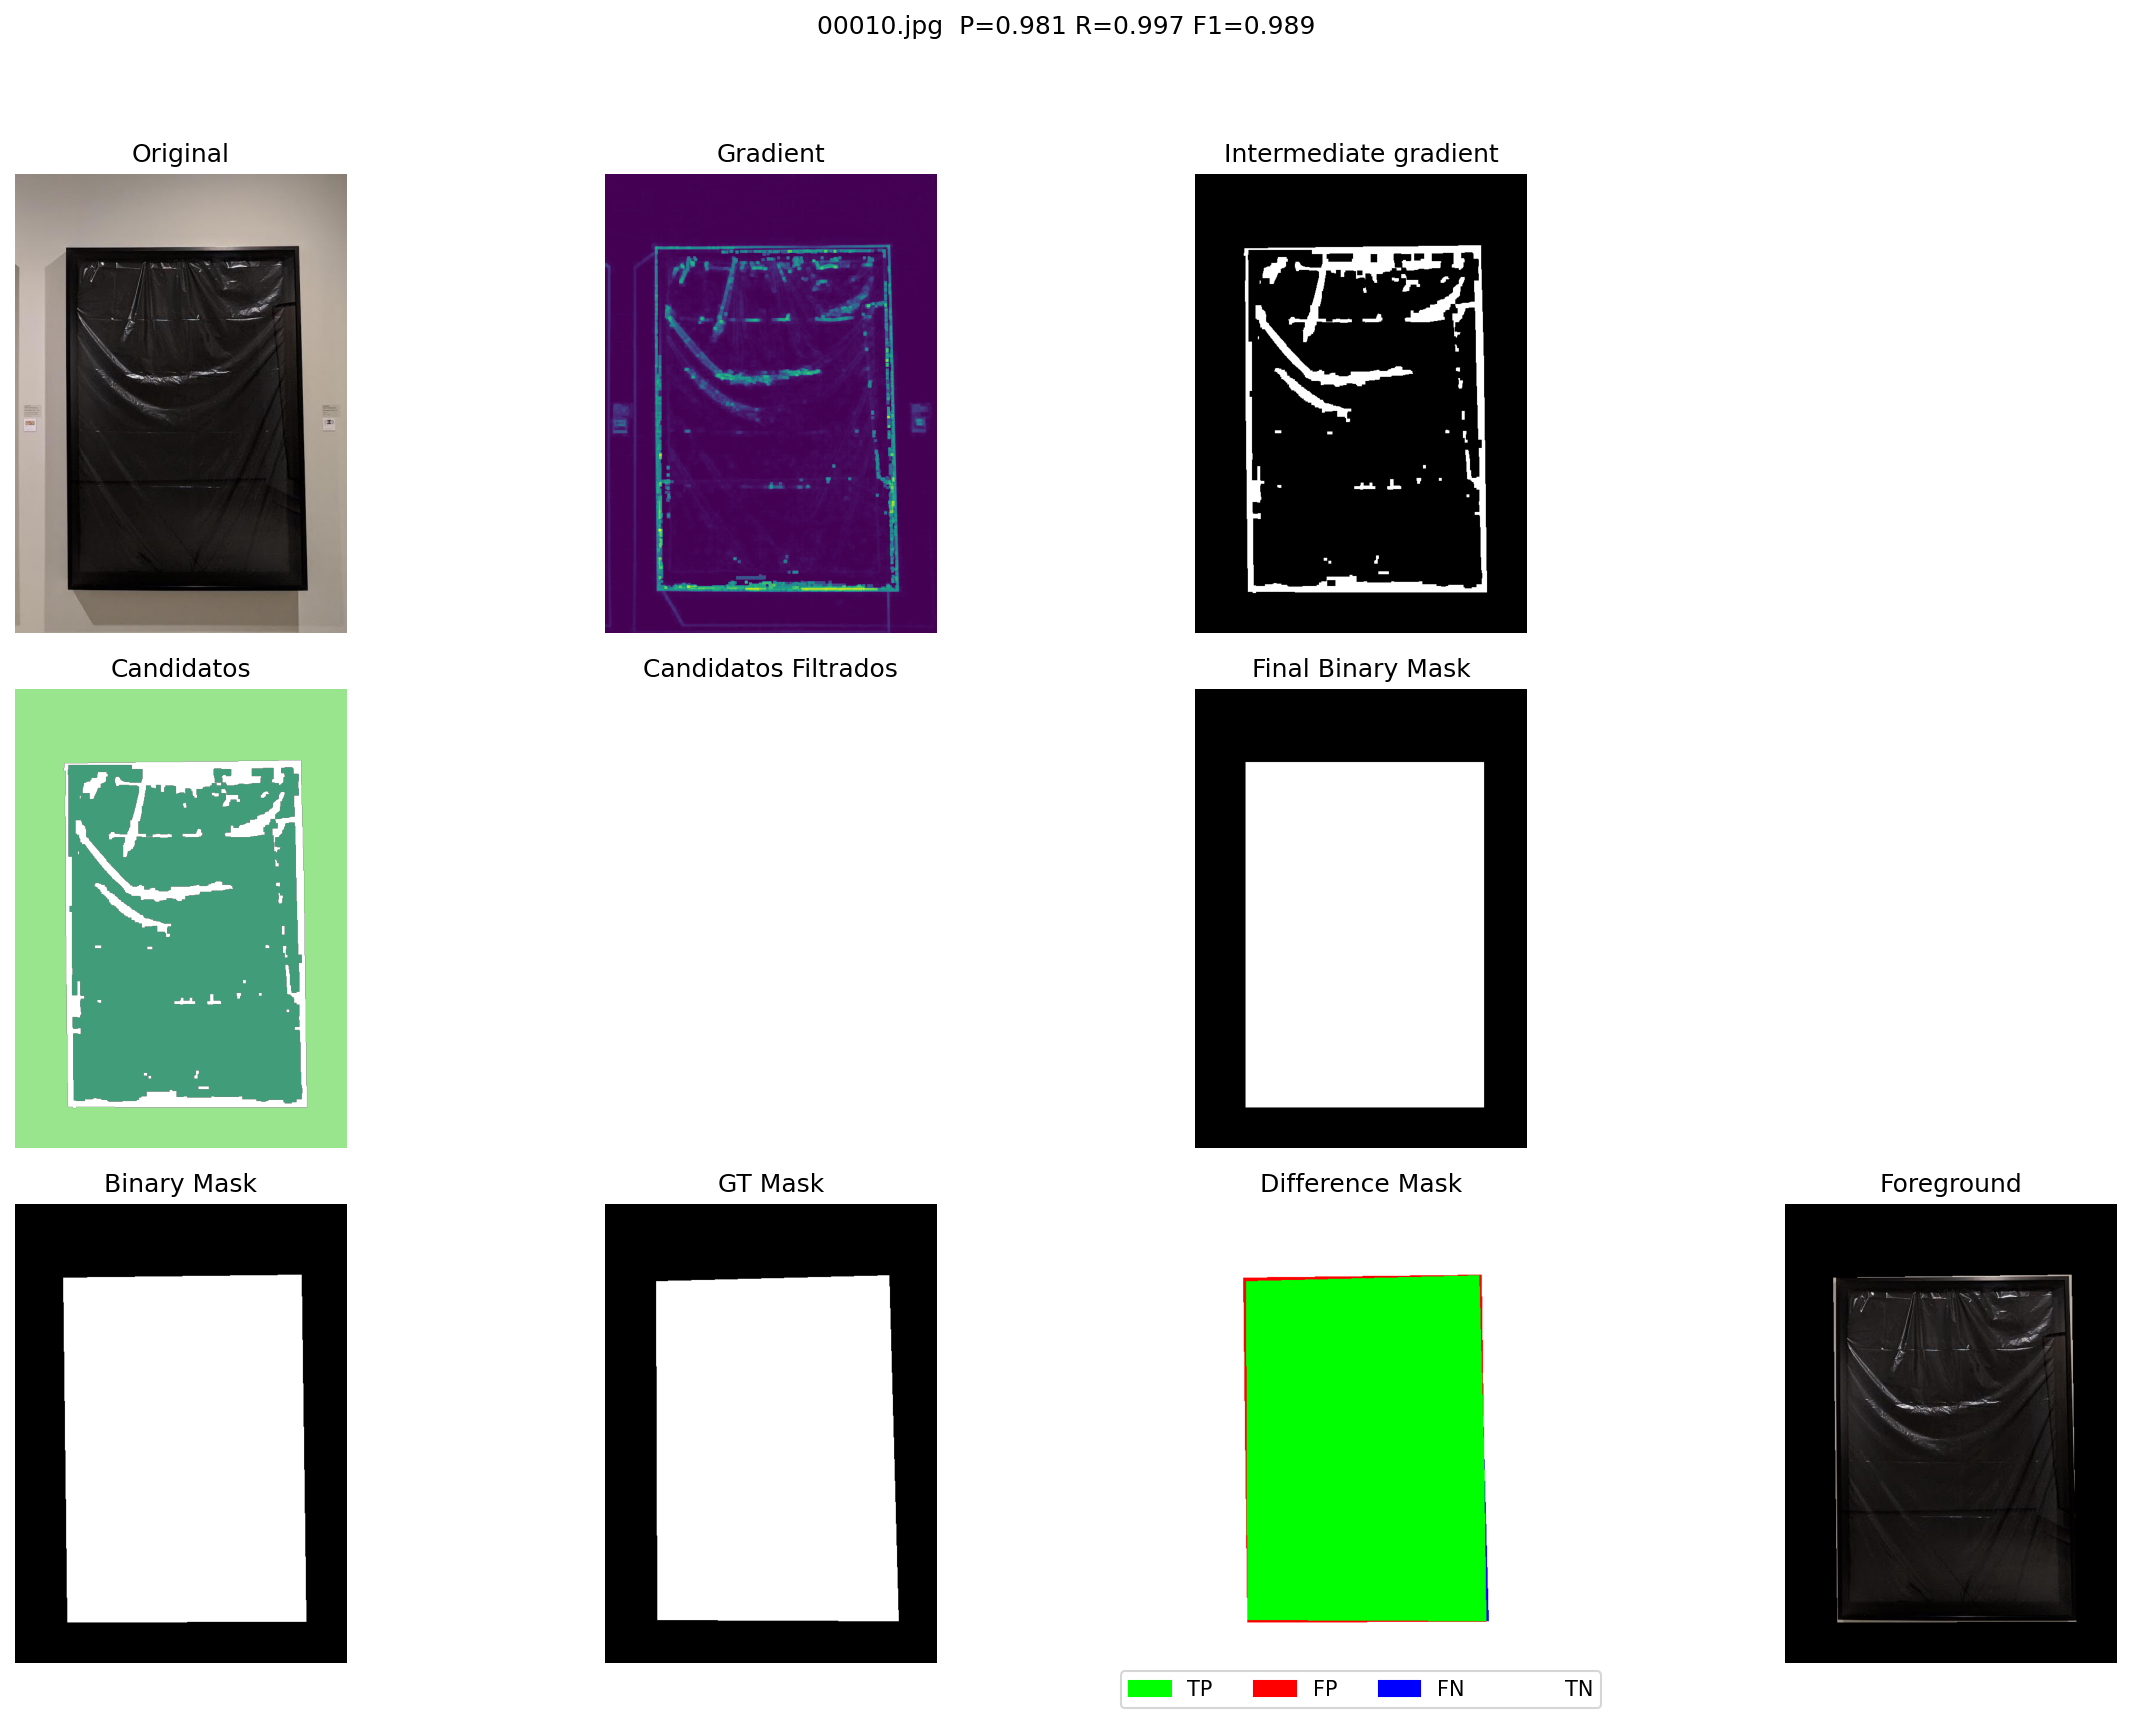 00010.jpg  P=0.981 R=0.997 F1=0.989
Original
Gradient
Intermediate gradient
Candidatos
Candidatos Filtrados
Final Binary Mask
Binary Mask
GT Mask
Difference Mask
Foreground
TP
FP
FN
TN